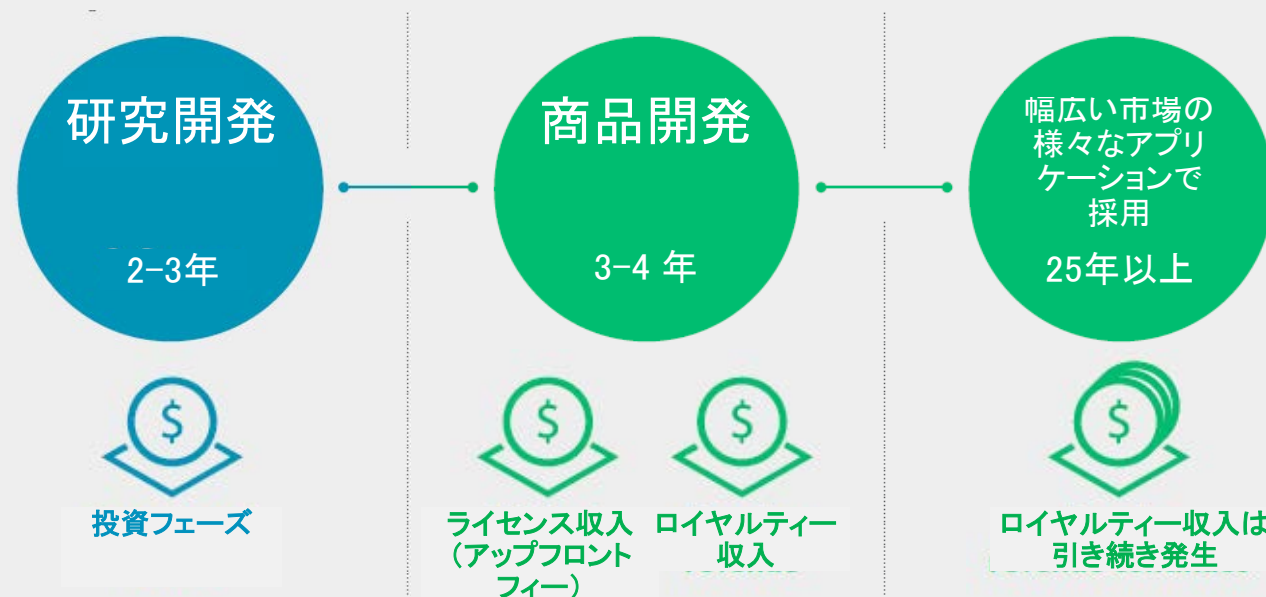 研究開発
2-3年
商品開発
3-4 年
幅広い市場の
様々なアプリ
ケーションで
採用
25年以上
$
投資フェーズ
$
ライセンス収入
(アップフロント
フィー)
$
ロイヤルティー
収入
$
ロイヤルティー収入は
引き続き発生